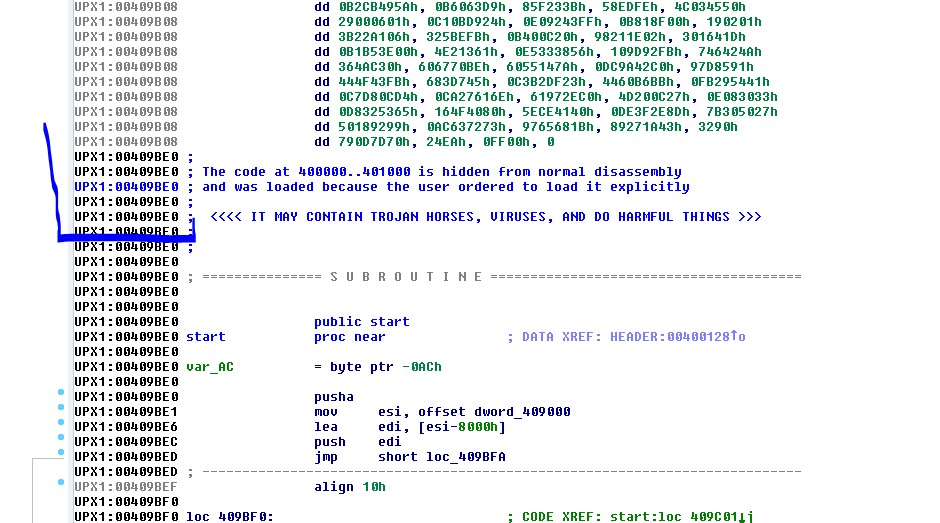 UPX1:00409B08 dd 0B2CB495Ah, 0B6063D9h, 85F233Bh, 58EDFEh, 4C034550h
UPX1:00409B08 dd 29000601h, 0C10BD924h, 0E09243FFh, 0B818F00h, 190201h
UPX1:00409B08 dd 3B22A106h, 325BEFBh, 0B400C20h, 98211E02h, 301641Dh
UPX1:00409B08 dd 0B1B53E00h, 4E21361h, 0E5333856h, 109D92FBh, 746424Ah
UPX1:00409B08 dd 364AC30h, 606770BEh, 6055147Ah, 0DC9A42C0h, 97D8591h
UPX1:00409B08 dd 444F43FBh, 683D745h, 0C3B2DF23h, 4460B6BBh, 0FB295441h
UPX1:00409B08 dd 0C7D80CD4h, 0CA27616Eh, 61972EC0h, 4D200C27h, 0E083033h
UPX1:00409B08 dd 0D8325365h, 164F4080h, 5ECE4140h, 0DE3F2E8Dh, 7B305027h
UPX1:00409B08 dd 50189299h, 0AC637273h, 9765681Bh, 89271A43h, 3290h
UPX1:00409B08 dd 790D7D70h, 24EAh, 0FF00h, 0
UPX1:00409BE0 ;
UPX1:00409BE0 ; The code at 400000..401000 is hidden from normal disassembly
UPX1:00409BE0 ; and was loaded because the user ordered to load it explicitly
UPX1:00409BE0 ;
UPX1:00409BE0 ; <<<< IT MAY CONTAIN TROJAN HORSES, VIRUSES, AND DO HARMFUL THINGS >>>
UPX1:00409BE0 ;
UPX1:00409BE0 ;
UPX1:00409BE0
UPX1:00409BE0 ; =============== S U B R O U T I N E =======================================
UPX1:00409BE0
UPX1:00409BE0
UPX1:00409BE0 public start
UPX1:00409BE0 start proc near ; DATA XREF: HEADER:00400128↑o
UPX1:00409BE0
UPX1:00409BE0 var_AC = byte ptr -0ACh
UPX1:00409BE0
UPX1:00409BE0 pusha
UPX1:00409BE1 mov esi, offset dword_409000
UPX1:00409BE6 lea edi, [esi-8000h]
UPX1:00409BEC push edi
UPX1:00409BED jmp short loc_409BFA
UPX1:00409BED ; ---------------------------------------------------------------------------
UPX1:00409BEF align 10h
UPX1:00409BF0
UPX1:00409BF0 loc_409BF0: ; CODE XREF: start:loc_409C01↓j